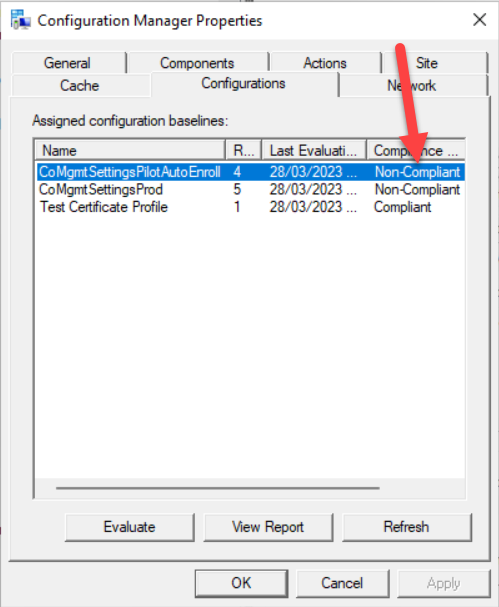 Configuration Manager Properties
General Components Actions Site
Cache Configurations Network
Assigned configuration baselines:
Name R... Last Evaluati... Compliance ...
CoMgmtSettingsPilotAutoEnroll 4 28/03/2023 ... Non-Compliant
CoMgmtSettingsProd 5 28/03/2023 ... Non-Compliant
Test Certificate Profile 1 28/03/2023 ... Compliant
Evaluate View Report Refresh
OK Cancel Apply